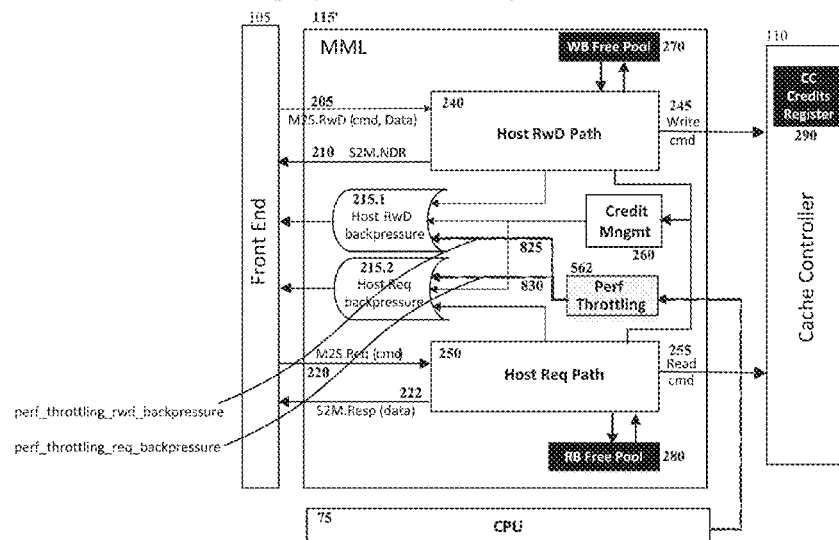 105
115'
MML
WB Free Pool
270
110
CC
Credits
Register
290
205
M2S.RwD (cmd, Data)
240
Host RwD Path
245
Write
cmd
210
S2M.NDR
215.1
Host RwD
backpressure
Credit
Mngmt
260
825
215.2
Host Req
backpressure
830
562
Perf
Throttling
Front End
Cache Controller
M2S.Req (cmd)
220
250
Host Req Path
255
Read
cmd
222
S2M.Resp (data)
perf_throttling_rwd_backpressure
perf_throttling_req_backpressure
RB Free Pool
280
75
CPU